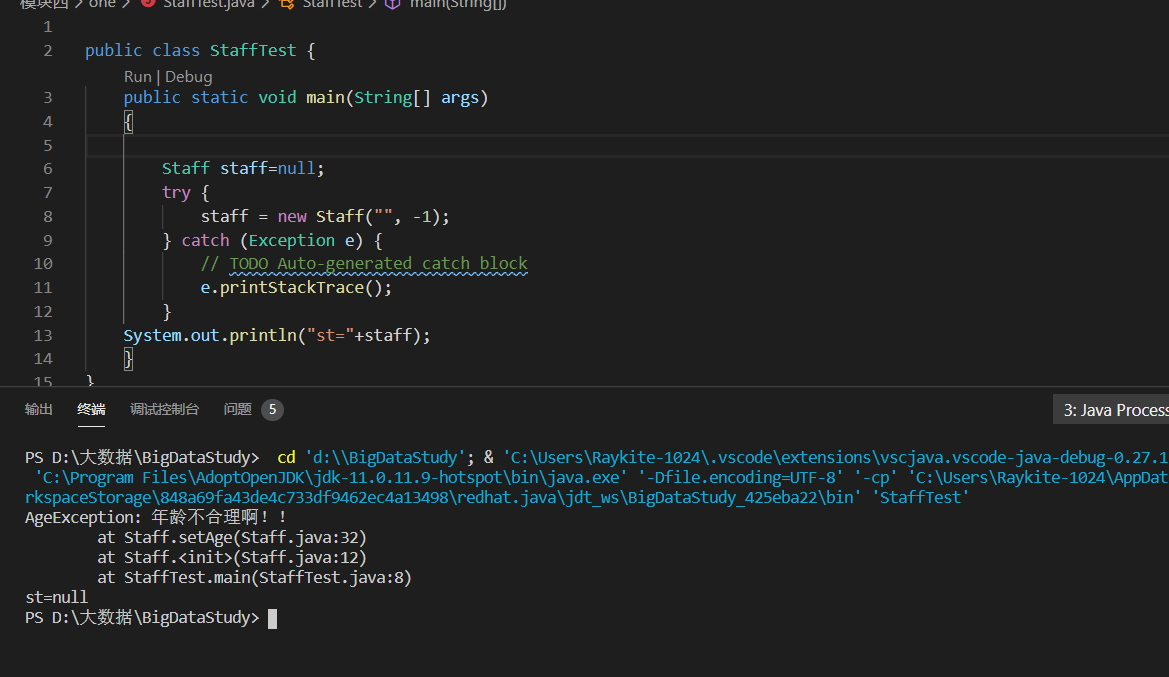 模块四 > one > StaffTest.java > StaffTest > main(String[])
1
2 public class StaffTest {
Run | Debug
3 public static void main(String[] args)
4 {
5
6 Staff staff=null;
7 try {
8 staff = new Staff("", -1);
9 } catch (Exception e) {
10 // TODO Auto-generated catch block
11 e.printStackTrace();
12 }
13 System.out.println("st="+staff);
14 }
15 }
输出 终端 调试控制台 问题 5 3: Java Process
PS D:\大数据\BigDataStudy> cd 'd:\\BigDataStudy'; & 'C:\Users\Raykite-1024\.vscode\extensions\vscjava.vscode-java-debug-0.27.1
'C:\Program Files\AdoptOpenJDK\jdk-11.0.11.9-hotspot\bin\java.exe' '-Dfile.encoding=UTF-8' '-cp' 'C:\Users\Raykite-1024\AppDat
rkspaceStorage\848a69fa43de4c733df9462ec4a13498\redhat.java\jdt_ws\BigDataStudy_425eba22\bin' 'StaffTest'
AgeException: 年龄不合理啊！！
at Staff.setAge(Staff.java:32)
at Staff.<init>(Staff.java:12)
at StaffTest.main(StaffTest.java:8)
st=null
PS D:\大数据\BigDataStudy>